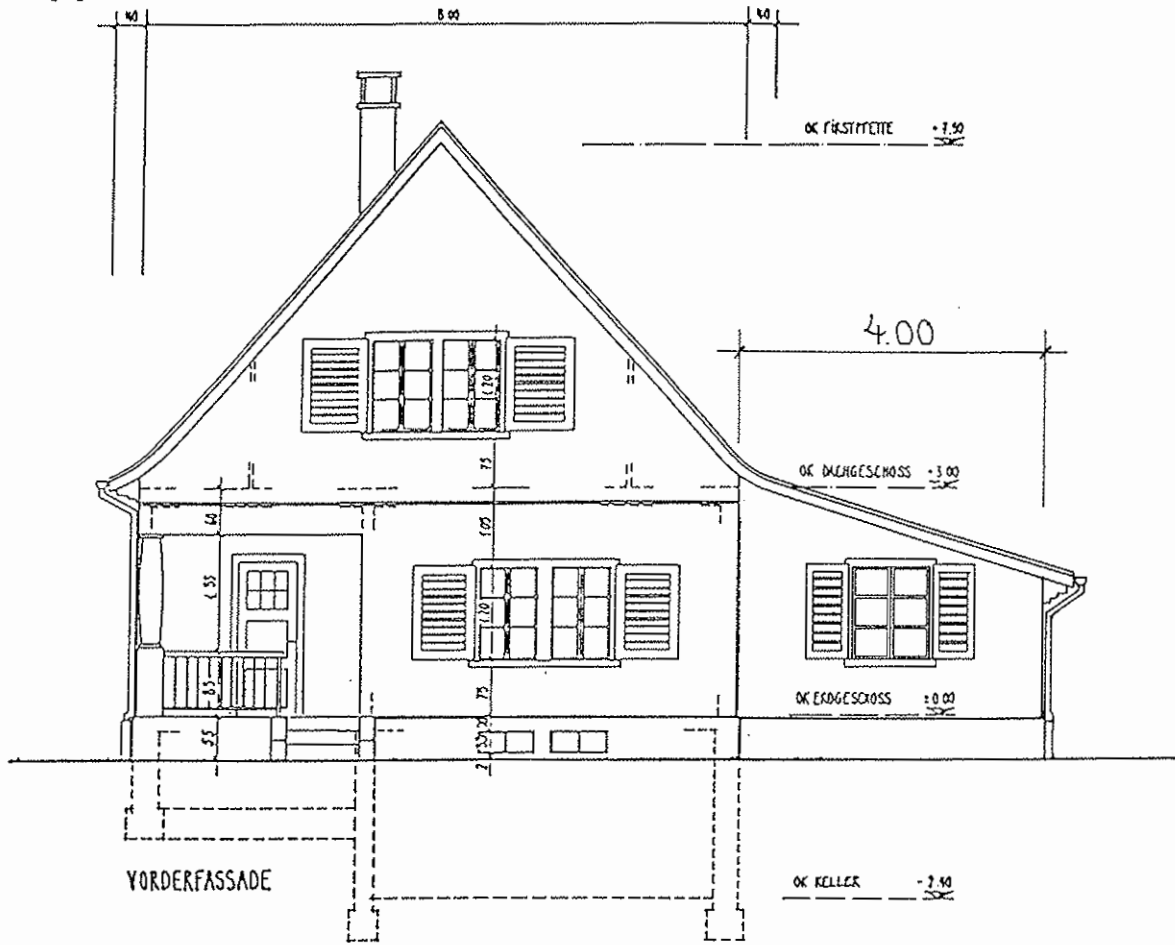 40 8.00 40
OK FIRSTPFETTE + 7.50
4.00
1.20
75
OK DACHGESCHOSS + 3.00
60
1.05
1.55
1.20
85
75
OK ERDGESCHOSS ± 0.00
55
VORDERFASSADE
OK KELLER - 2.40